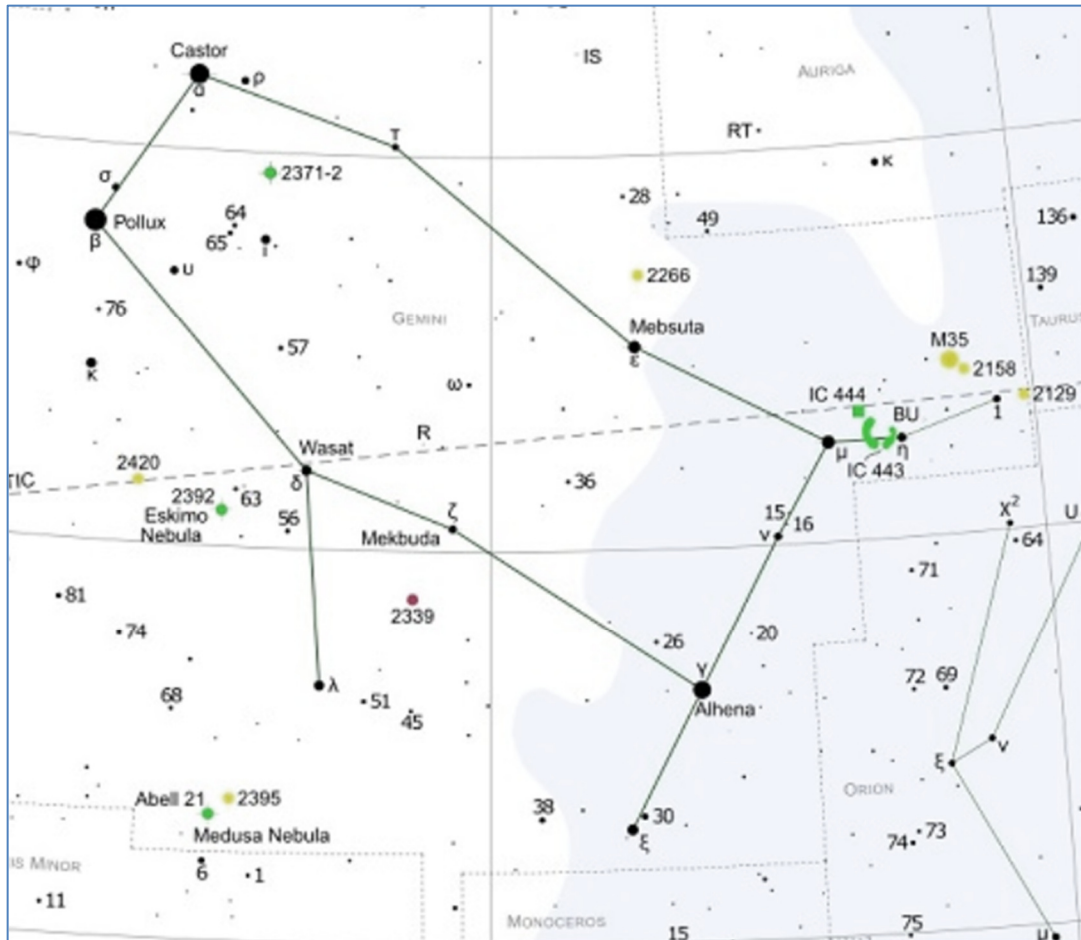 Castor
α
ρ
IS
AURIGA
RT
κ
τ
2371-2
σ
Pollux
β
64
65
ι
υ
φ
28
49
136
139
2266
76
GEMINI
Mebsuta
ε
TAURUS
57
κ
ω
M35
2158
2129
IC 444
BU
1
η
μ
IC 443
R
Wasat
δ
TIC
2420
2392
63
Eskimo
Nebula
56
ζ
Mekbuda
36
15
16
ν
χ2
64
U
71
81
74
2339
26
20
γ
Alhena
72
69
68
λ
51
45
ξ
ν
ORION
Abell 21
2395
Medusa Nebula
38
30
ξ
73
74
IS MINOR
6
1
11
MONOCEROS
15
75
μ